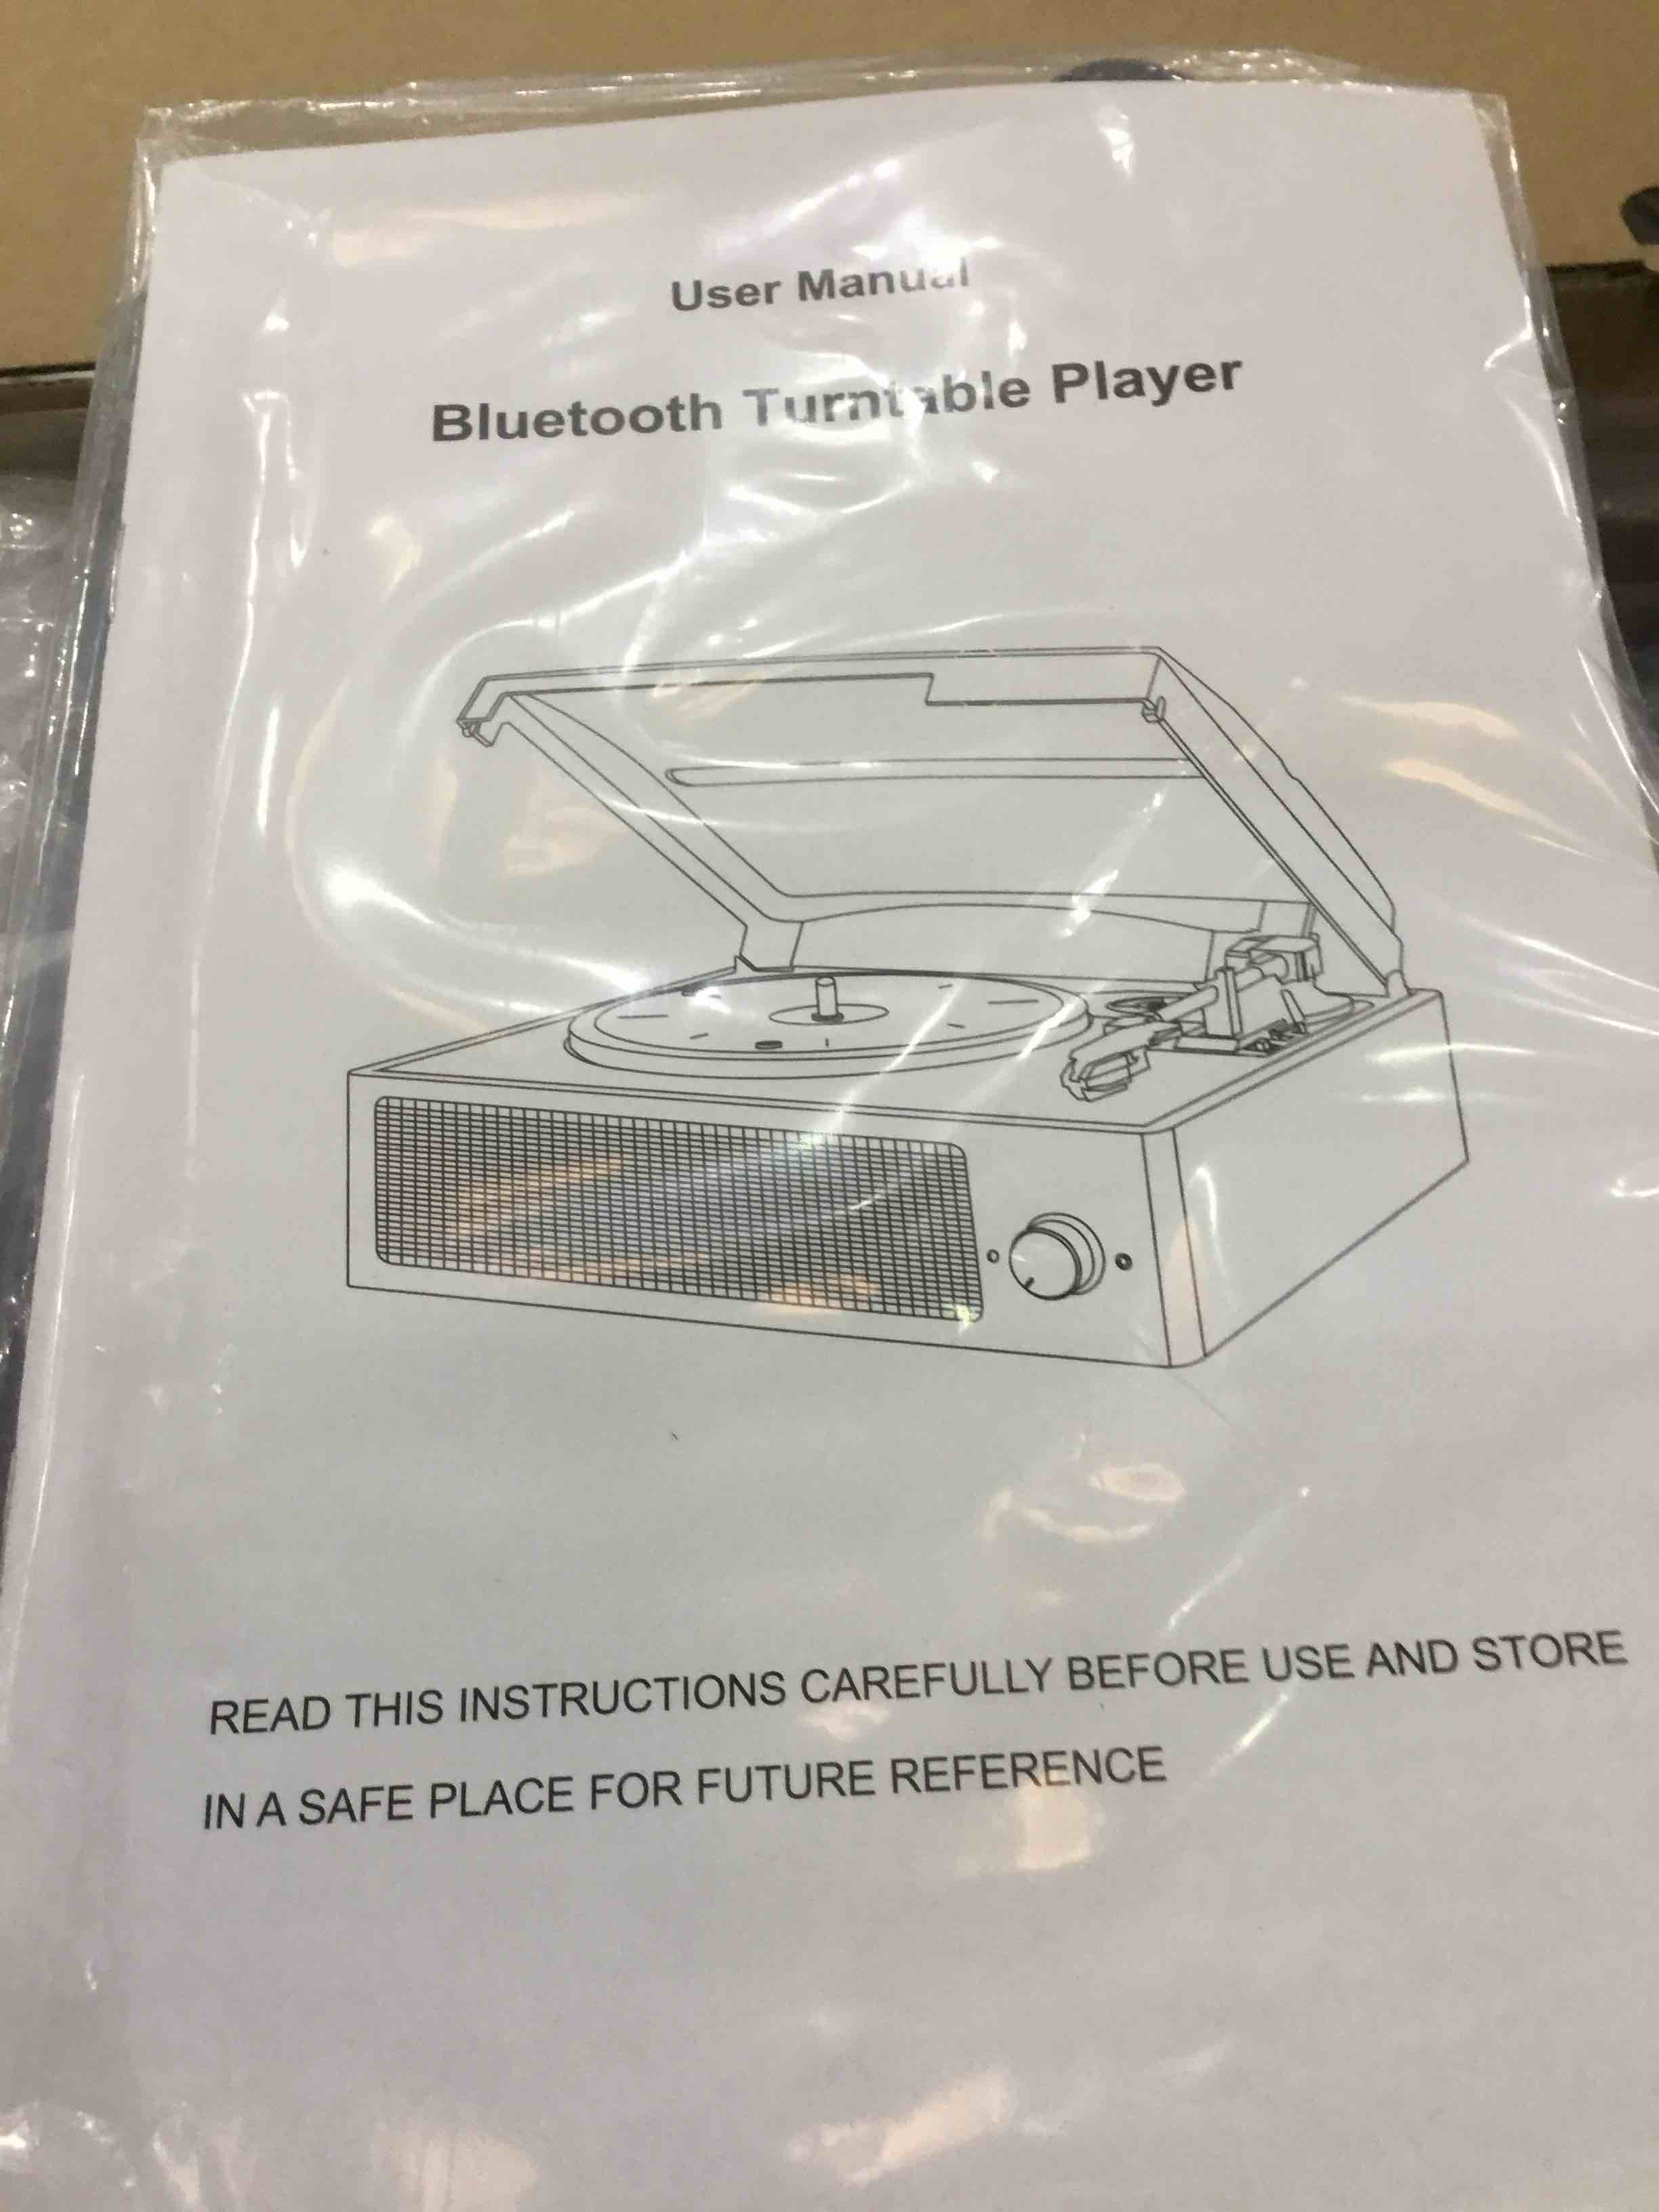 User Manual
Bluetooth Turntable Player
READ THIS INSTRUCTIONS CAREFULLY BEFORE USE AND STORE
IN A SAFE PLACE FOR FUTURE REFERENCE